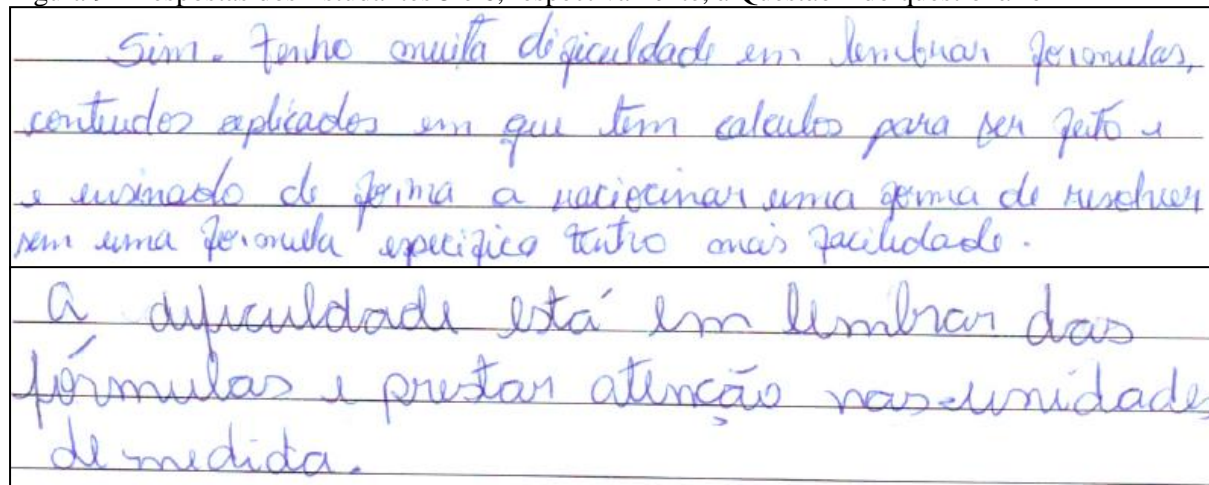 Sim. Tenho muita dificuldade em lembrar formulas,
conteudos aplicados em que tem calculos para ser feito e
e ensinado de forma a raciocinar uma forma de resolver
sem uma formula especifica tenho mais facilidade.
A dificuldade está em lembrar das
fórmulas e prestar atenção nas unidades
de medida.